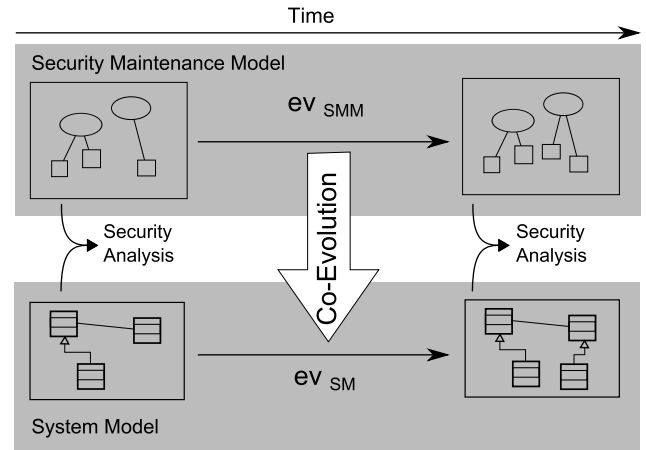 Time
Security Maintenance Model
ev SMM
Co-Evolution
Security
Analysis
Security
Analysis
ev SM
System Model